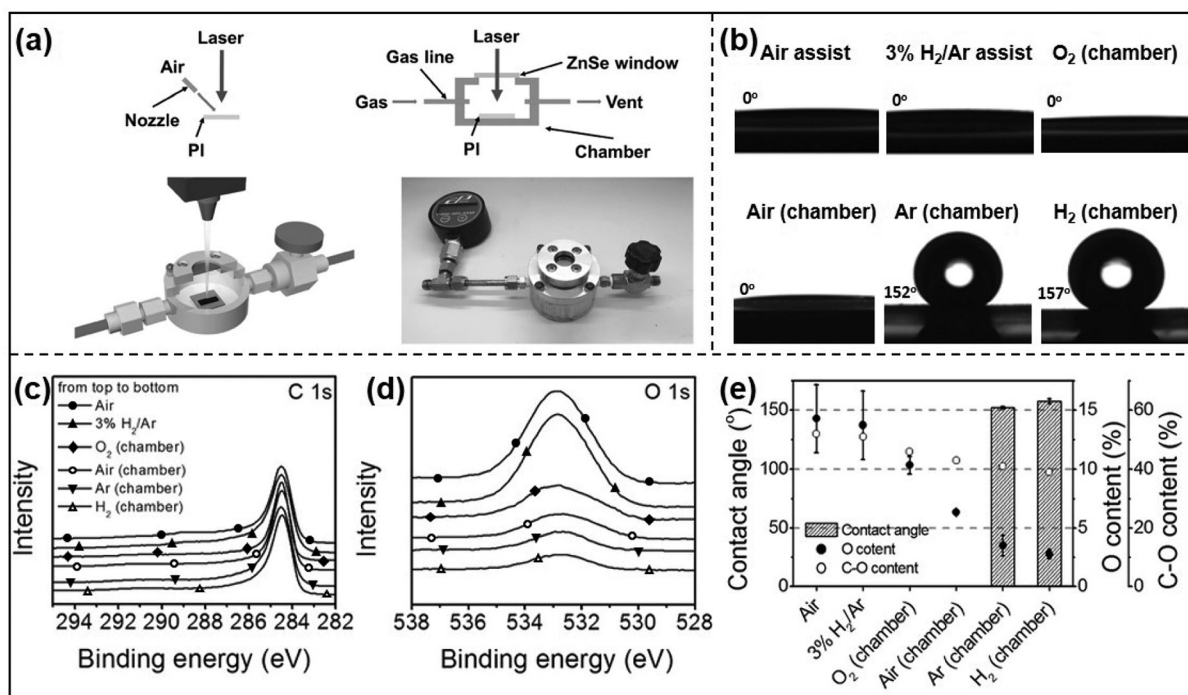 (a)
Laser
Air
Nozzle
PI
Laser
Gas line
ZnSe window
Gas
Vent
PI
Chamber
(b)
Air assist
3% H₂/Ar assist
O₂ (chamber)
0°
0°
0°
Air (chamber)
Ar (chamber)
H₂ (chamber)
0°
152°
157°
(c)
from top to bottom
C 1s
Air
3% H₂/Ar
O₂ (chamber)
Air (chamber)
Ar (chamber)
H₂ (chamber)
Intensity
294 292 290 288 286 284 282
Binding energy (eV)
(d)
O 1s
Intensity
538 536 534 532 530 528
Binding energy (eV)
(e)
Contact angle (°)
150
100
50
0
Contact angle
O cotent
C-O content
15
10
5
0
O content (%)
60
40
20
0
C-O content (%)
Air
3% H₂/Ar
O₂ (chamber)
Air (chamber)
Ar (chamber)
H₂ (chamber)